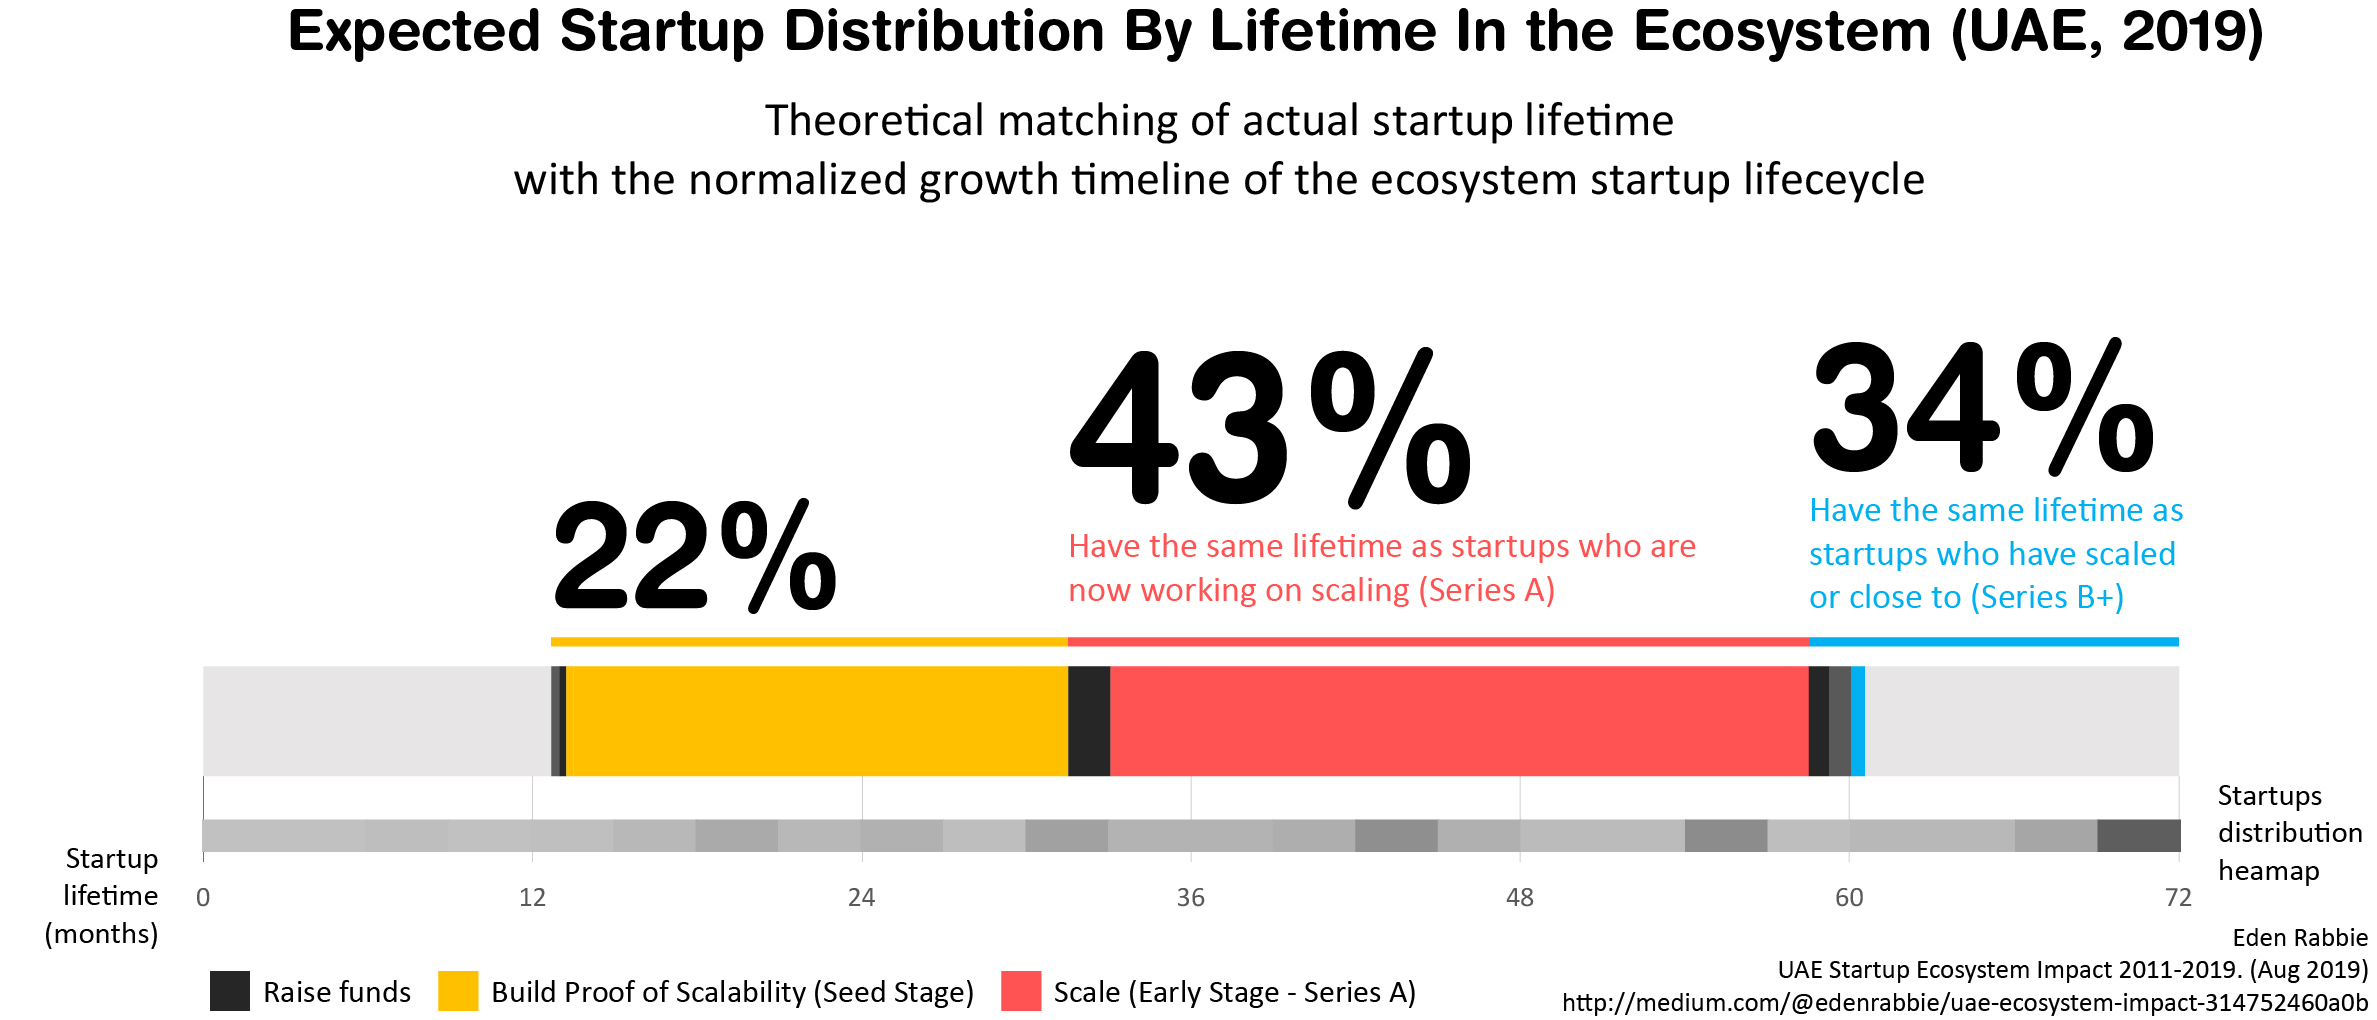 Expected Startup Distribution By Lifetime In the Ecosystem (UAE, 2019)
Theoretical matching of actual startup lifetime
with the normalized growth timeline of the ecosystem startup lifeceycle
22%
43%
Have the same lifetime as startups who are
now working on scaling (Series A)
34%
Have the same lifetime as
startups who have scaled
or close to (Series B+)
Startups
distribution
heamap
Startup
lifetime
(months)
0 12 24 36 48 60 72
Raise funds
Build Proof of Scalability (Seed Stage)
Scale (Early Stage - Series A)
Eden Rabbie
UAE Startup Ecosystem Impact 2011-2019. (Aug 2019)
http://medium.com/@edenrabbie/uae-ecosystem-impact-314752460a0b